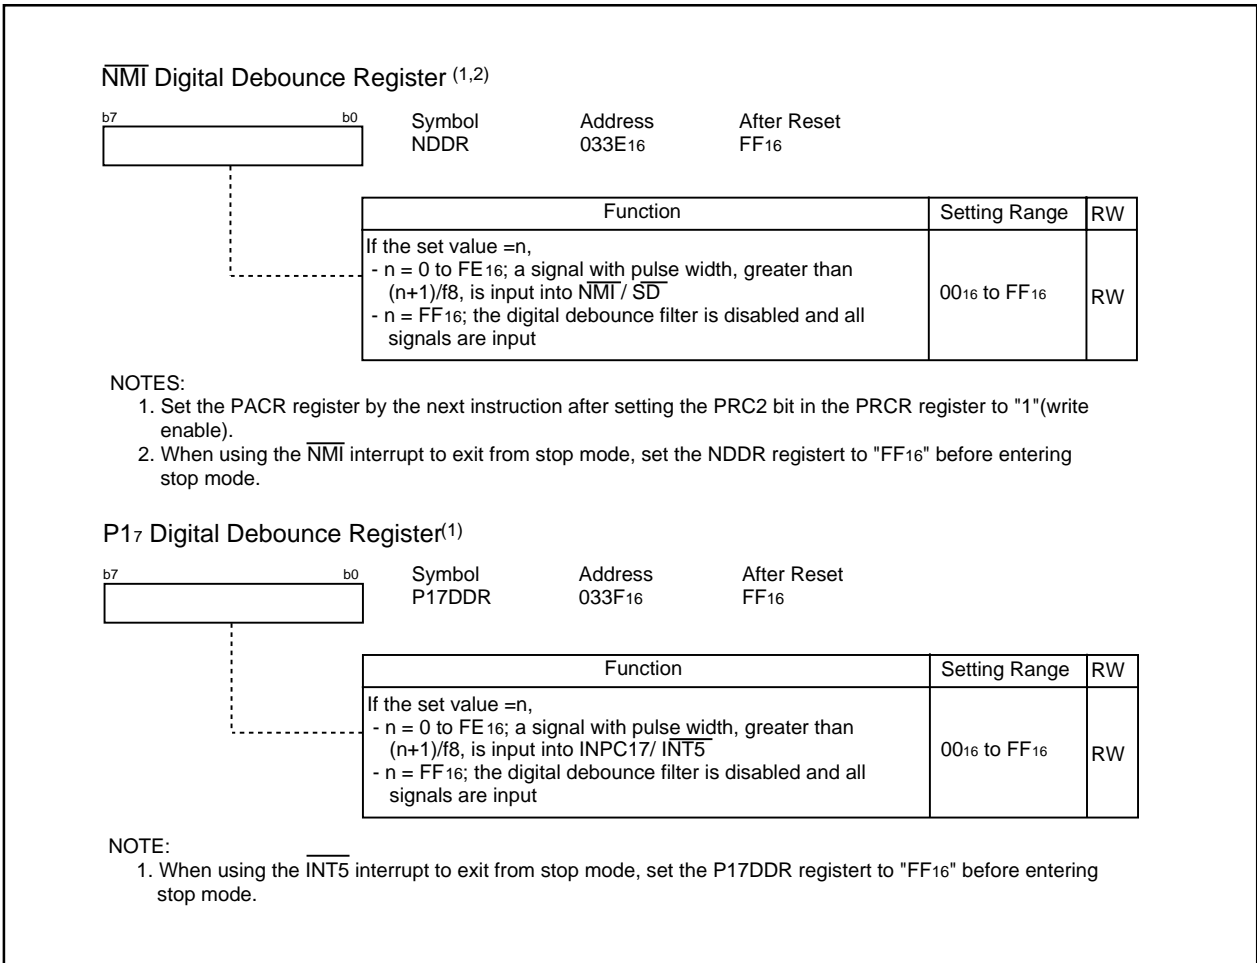 NMI Digital Debounce Register (1,2)
b7 b0 Symbol Address After Reset
NDDR 033E16 FF16
Function Setting Range RW
If the set value =n,
- n = 0 to FE16; a signal with pulse width, greater than
(n+1)/f8, is input into NMI / SD
- n = FF16; the digital debounce filter is disabled and all
signals are input
0016 to FF16 RW
NOTES:
1. Set the PACR register by the next instruction after setting the PRC2 bit in the PRCR register to "1"(write
enable).
2. When using the NMI interrupt to exit from stop mode, set the NDDR registert to "FF16" before entering
stop mode.
P17 Digital Debounce Register(1)
b7 b0 Symbol Address After Reset
P17DDR 033F16 FF16
Function Setting Range RW
If the set value =n,
- n = 0 to FE16; a signal with pulse width, greater than
(n+1)/f8, is input into INPC17/ INT5
- n = FF16; the digital debounce filter is disabled and all
signals are input
0016 to FF16 RW
NOTE:
1. When using the INT5 interrupt to exit from stop mode, set the P17DDR registert to "FF16" before entering
stop mode.